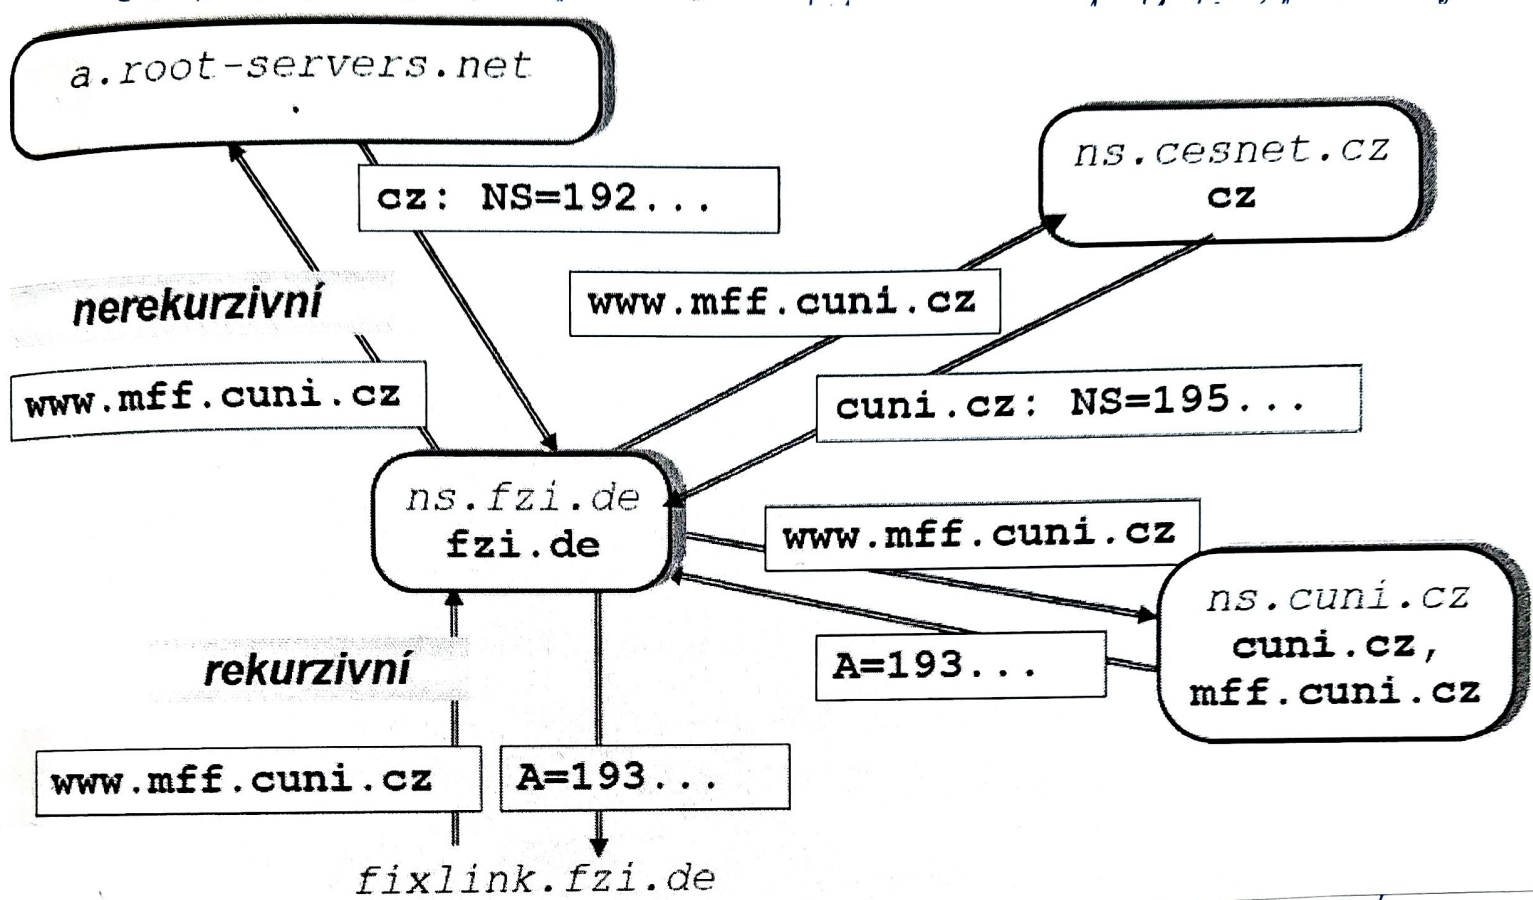 a.root-servers.net
.
ns.cesnet.cz
cz
cz: NS=192...
www.mff.cuni.cz
nerekurzivní
www.mff.cuni.cz
cuni.cz: NS=195...
ns.fzi.de
fzi.de
www.mff.cuni.cz
ns.cuni.cz
cuni.cz,
mff.cuni.cz
A=193...
rekurzivní
www.mff.cuni.cz
A=193...
fixlink.fzi.de